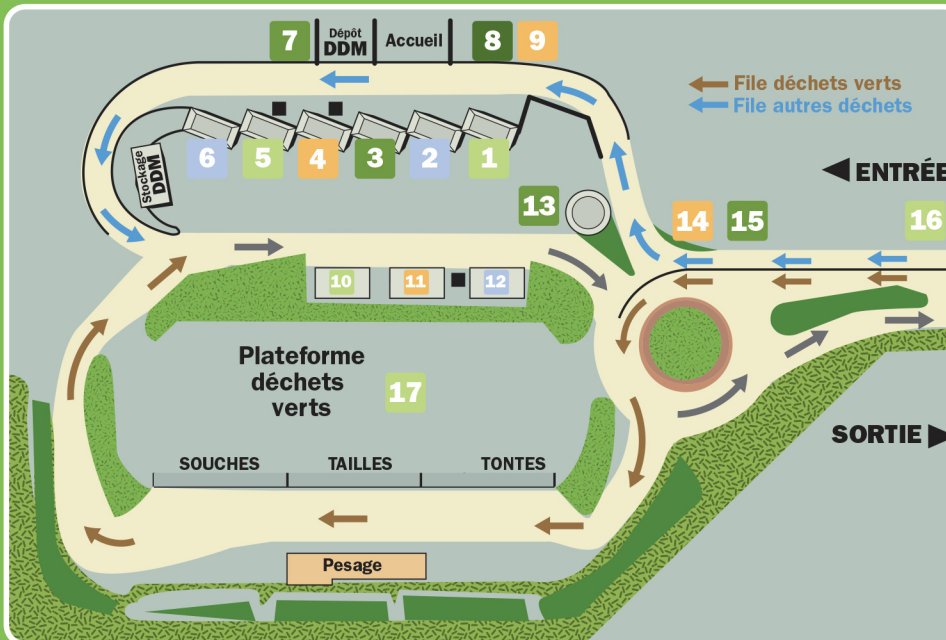 7
Dépôt
DDM
Accueil
8
9
File déchets verts
File autres déchets
6
5
4
3
2
1
Stockage
DDM
ENTRÉE
13
14
15
16
10
11
12
Plateforme
déchets
verts
17
SORTIE
SOUCHES
TAILLES
TONTES
Pesage